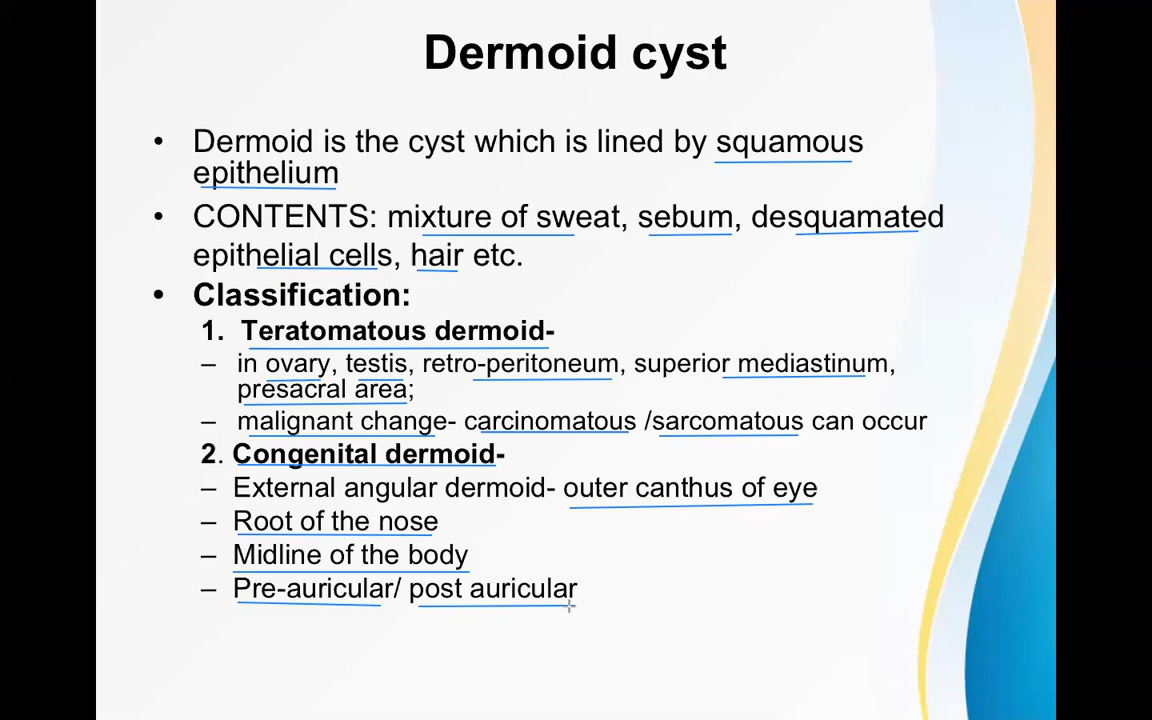 Dermoid cyst
• Dermoid is the cyst which is lined by squamous
epithelium
• CONTENTS: mixture of sweat, sebum, desquamated
epithelial cells, hair etc.
• Classification:
1. Teratomatous dermoid-
– in ovary, testis, retro-peritoneum, superior mediastinum,
presacral area;
– malignant change- carcinomatous /sarcomatous can occur
2. Congenital dermoid-
– External angular dermoid- outer canthus of eye
– Root of the nose
– Midline of the body
– Pre-auricular/ post auricular